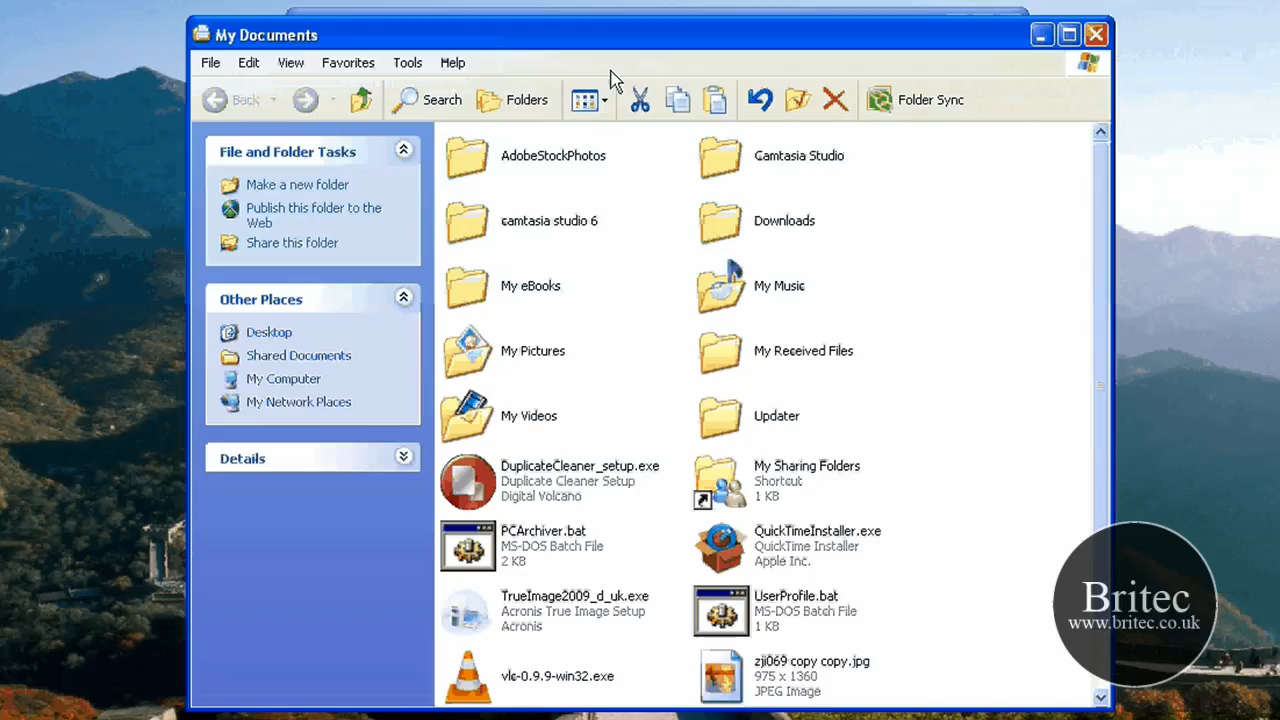 My Documents
File Edit View Favorites Tools Help
Back Search Folders Folder Sync
File and Folder Tasks
Make a new folder
Publish this folder to the
Web
Share this folder
Other Places
Desktop
Shared Documents
My Computer
My Network Places
Details
AdobeStockPhotos
Camtasia Studio
camtasia studio 6
Downloads
My eBooks
My Music
My Pictures
My Received Files
My Videos
Updater
DuplicateCleaner_setup.exe
Duplicate Cleaner Setup
Digital Volcano
My Sharing Folders
Shortcut
1 KB
PCArchiver.bat
MS-DOS Batch File
2 KB
QuickTimeInstaller.exe
QuickTime Installer
Apple Inc.
TrueImage2009_d_uk.exe
Acronis True Image Setup
Acronis
UserProfile.bat
MS-DOS Batch File
1 KB
vlc-0.9.9-win32.exe
zji069 copy copy.jpg
975 x 1360
JPEG Image
Britec
www.britec.co.uk